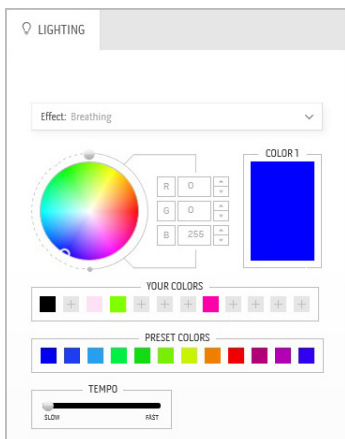 LIGHTING
Effect: Breathing
COLOR 1
R 0
G 0
B 255
YOUR COLORS
PRESET COLORS
TEMPO
SLOW FAST